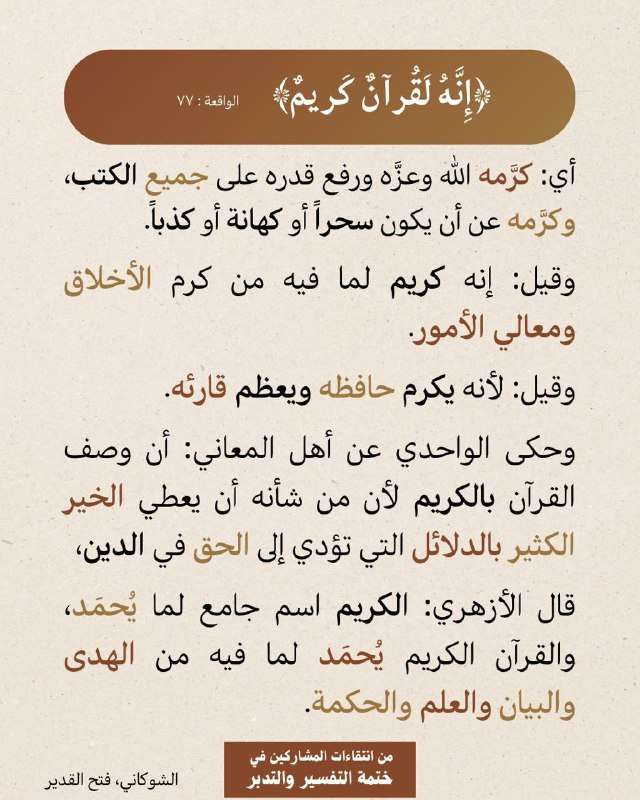 ﴿إِنَّهُ لَقُرآنٌ كَريمٌ﴾ الواقعة : ٧٧
أي: كرَّمه الله وعزَّه ورفع قدره على جميع الكتب،
وكرَّمه عن أن يكون سحراً أو كهانة أو كذباً.
وقيل: إنه كريم لما فيه من كرم الأخلاق
ومعالي الأمور.
وقيل: لأنه يكرم حافظه ويعظم قارئه.
وحكى الواحدي عن أهل المعاني: أن وصف
القرآن بالكريم لأن من شأنه أن يعطي الخير
الكثير بالدلائل التي تؤدي إلى الحق في الدين،
قال الأزهري: الكريم اسم جامع لما يُحمَد،
والقرآن الكريم يُحمَد لما فيه من الهدى
والبيان والعلم والحكمة.
من انتقاءات المشاركين في
ختمة التفسير والتدبر
الشوكاني، فتح القدير